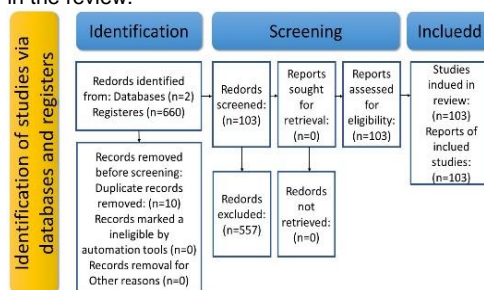 in the review.
Identification
Screening
Incluedd
Identification of studies via
databases and registers
Redords identified
from: Databases (n=2)
Registeres (n=660)
Redords
screened:
(n=103)
Reports
sought for
retrieval:
(n=0)
Reports
assessed for
eligibility:
(n=103)
Studies
indued in
review:
(n=103)
Reports of
inclued
studies:
(n=103)
Records removed
before screening:
Duplicate records
removed: (n=10)
Records marked a
ineligible by
automation tools (n=0)
Records removal for
Other reasons (n=0)
Redords
excluded:
(n=557)
Redords
not
retrieved:
(n=0)